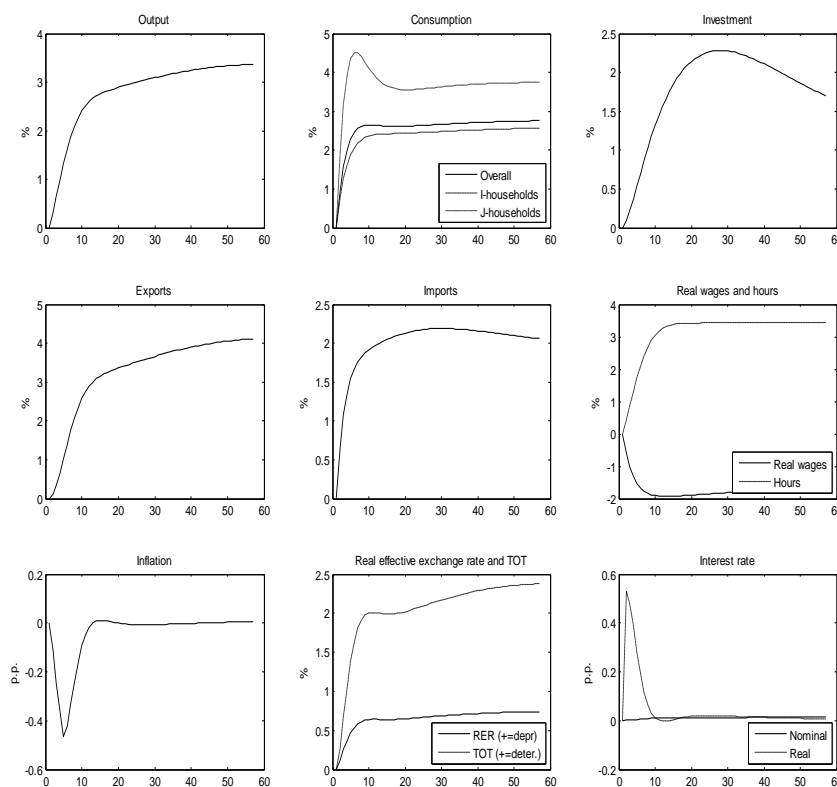 Output
4
3
2
1
0
%
0 10 20 30 40 50 60
Consumption
5
4
3
2
1
0
%
Overall
I-households
J-households
0 10 20 30 40 50 60
Investment
2.5
2
1.5
1
0.5
0
%
0 10 20 30 40 50 60
Exports
5
4
3
2
1
0
%
0 10 20 30 40 50 60
Imports
2.5
2
1.5
1
0.5
0
%
0 10 20 30 40 50 60
Real wages and hours
4
3
2
1
0
-1
-2
%
Real wages
Hours
0 10 20 30 40 50 60
Inflation
0.2
0
-0.2
-0.4
-0.6
p.p.
0 10 20 30 40 50 60
Real effective exchange rate and TOT
2.5
2
1.5
1
0.5
0
%
RER (+=depr)
TOT (+=deter.)
0 10 20 30 40 50 60
Interest rate
0.6
0.4
0.2
0
-0.2
p.p.
Nominal
Real
0 10 20 30 40 50 60